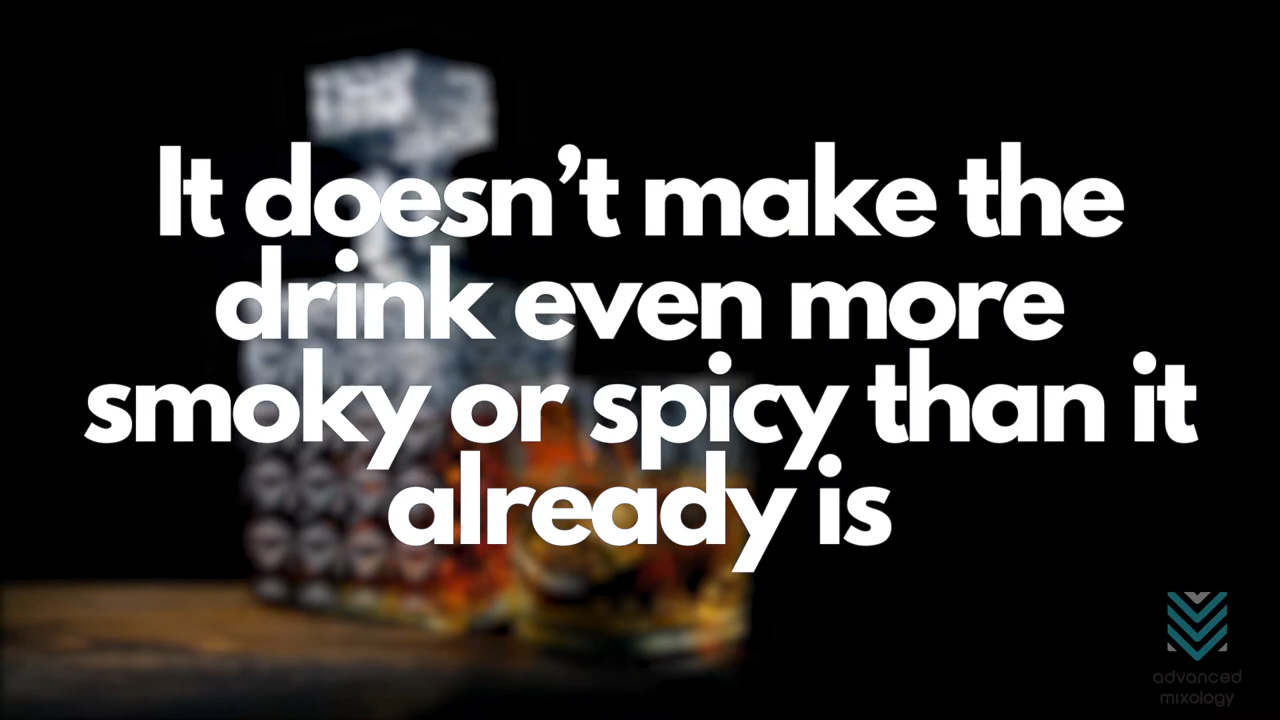 It doesn’t make the
drink even more
smoky or spicy than it
already is
advanced
mixology